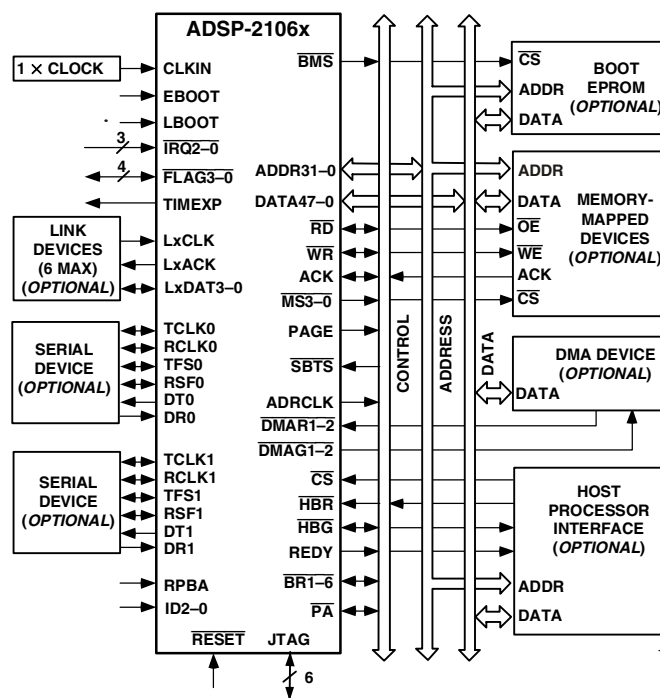 ADSP-2106x
1 × CLOCK
CLKIN
EBOOT
LBOOT
3
IRQ2–0
4
FLAG3–0
TIMEXP
LINK
DEVICES
(6 MAX)
(OPTIONAL)
LxCLK
LxACK
LxDAT3–0
SERIAL
DEVICE
(OPTIONAL)
TCLK0
RCLK0
TFS0
RSF0
DT0
DR0
SERIAL
DEVICE
(OPTIONAL)
TCLK1
RCLK1
TFS1
RSF1
DT1
DR1
RPBA
ID2–0
RESET
JTAG
6
BMS
ADDR31–0
DATA47–0
RD
WR
ACK
MS3–0
PAGE
SBTS
ADRCLK
DMAR1–2
DMAG1–2
CS
HBR
HBG
REDY
BR1–6
PA
CONTROL
ADDRESS
DATA
CS
ADDR
DATA
BOOT
EPROM
(OPTIONAL)
ADDR
DATA
OE
WE
ACK
CS
MEMORY-
MAPPED
DEVICES
(OPTIONAL)
DMA DEVICE
(OPTIONAL)
DATA
HOST
PROCESSOR
INTERFACE
(OPTIONAL)
ADDR
DATA